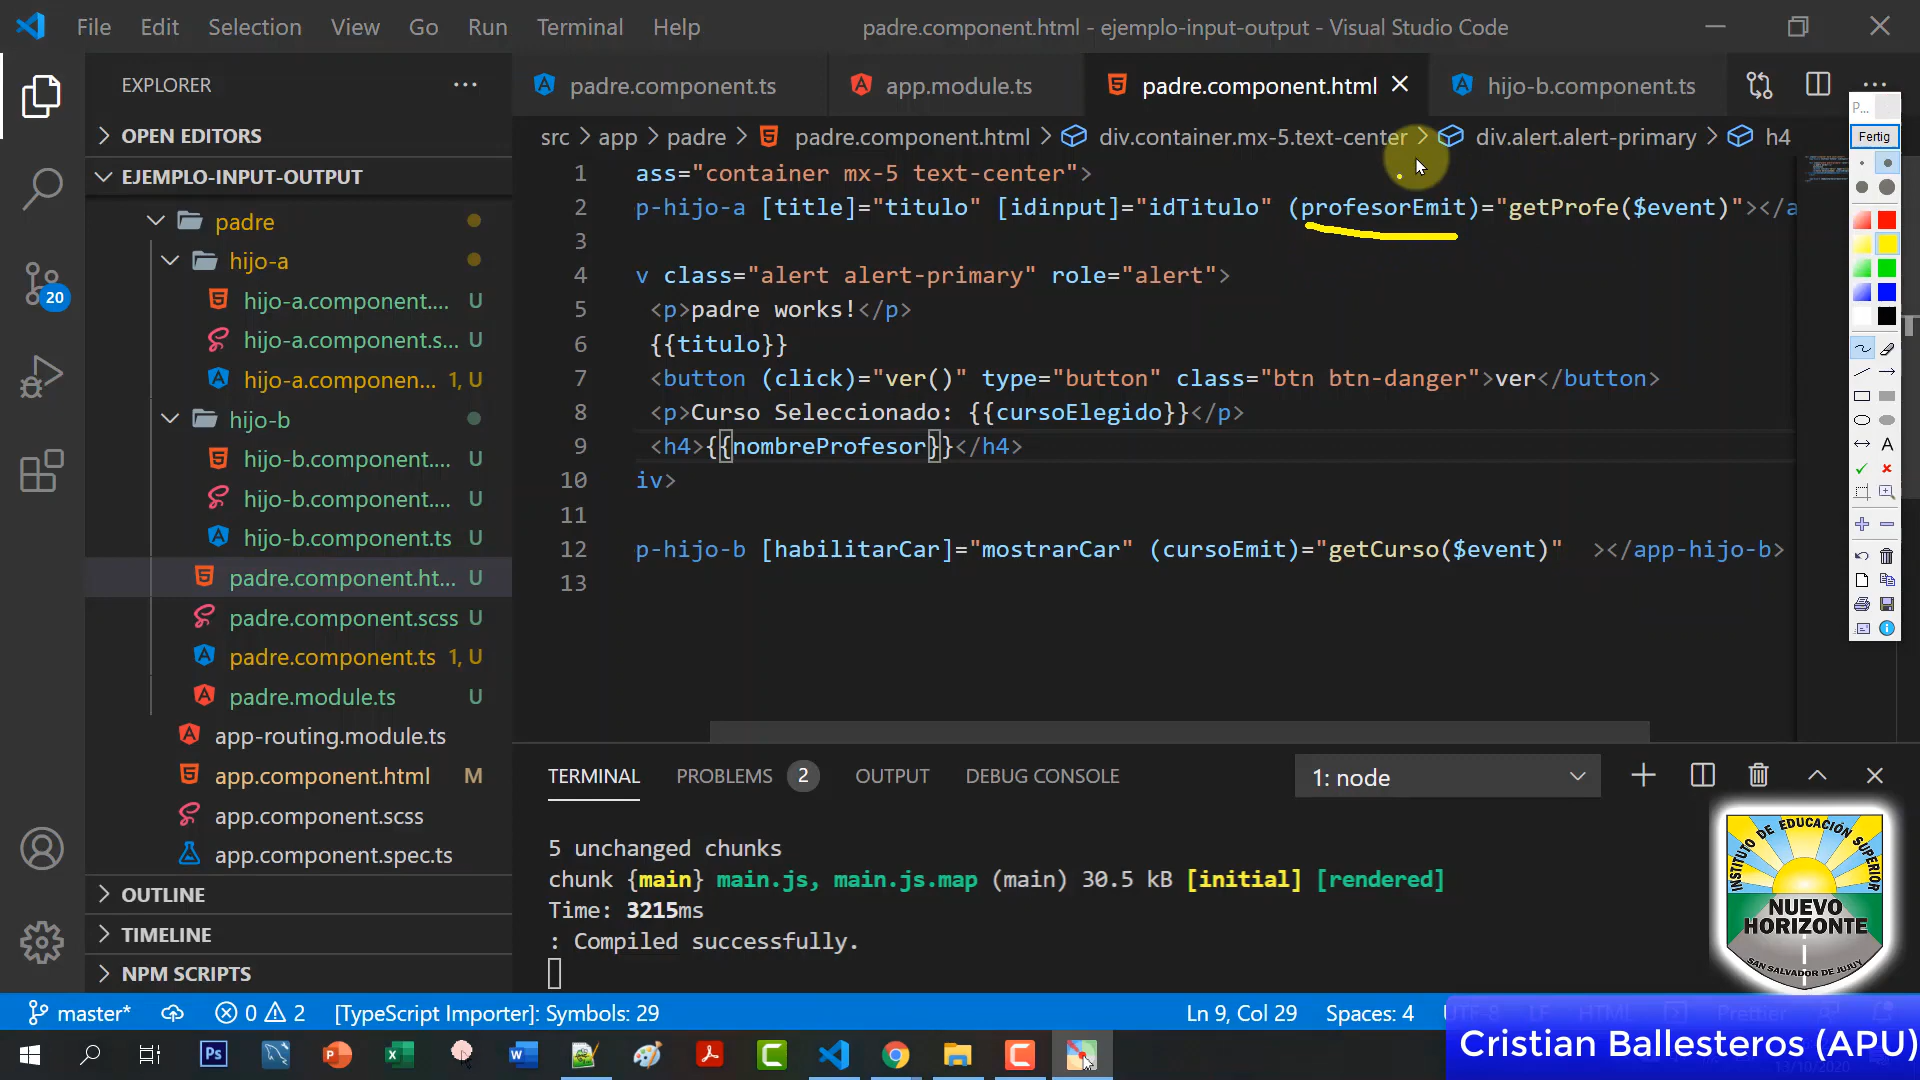 File Edit Selection View Go Run Terminal Help
padre.component.html - ejemplo-input-output - Visual Studio Code
EXPLORER
OPEN EDITORS
EJEMPLO-INPUT-OUTPUT
padre
hijo-a
hijo-a.component.... U
hijo-a.component.s... U
hijo-a.componen... 1, U
hijo-b
hijo-b.component.... U
hijo-b.component.... U
hijo-b.component.ts U
padre.component.ht... U
padre.component.scss U
padre.component.ts 1, U
padre.module.ts U
app-routing.module.ts
app.component.html M
app.component.scss
app.component.spec.ts
OUTLINE
TIMELINE
NPM SCRIPTS
20
padre.component.ts app.module.ts padre.component.html hijo-b.component.ts
src > app > padre > padre.component.html > div.container.mx-5.text-center > div.alert.alert-primary > h4
1 ass="container mx-5 text-center">
2 p-hijo-a [title]="titulo" [idinput]="idTitulo" (profesorEmit)="getProfe($event)"></a
3
4 v class="alert alert-primary" role="alert">
5 <p>padre works!</p>
6 {{titulo}}
7 <button (click)="ver()" type="button" class="btn btn-danger">ver</button>
8 <p>Curso Seleccionado: {{cursoElegido}}</p>
9 <h4>{{nombreProfesor}}</h4>
10 iv>
11
12 p-hijo-b [habilitarCar]="mostrarCar" (cursoEmit)="getCurso($event)" ></app-hijo-b>
13
P...
Fertig
A
TERMINAL PROBLEMS 2 OUTPUT DEBUG CONSOLE
1: node
5 unchanged chunks
chunk {main} main.js, main.js.map (main) 30.5 kB [initial] [rendered]
Time: 3215ms
: Compiled successfully.
INSTITUTO DE EDUCACIÓN SUPERIOR
NUEVO
HORIZONTE
SAN SALVADOR DE JUJUY
master* 0 2 [TypeScript Importer]: Symbols: 29
Ln 9, Col 29 Spaces: 4 UTF-8 LF HTML Prettier
Cristian Ballesteros (APU)
13/10/2020